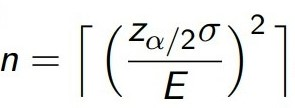 n = ⌈ ( z_{α/2}σ / E )² ⌉